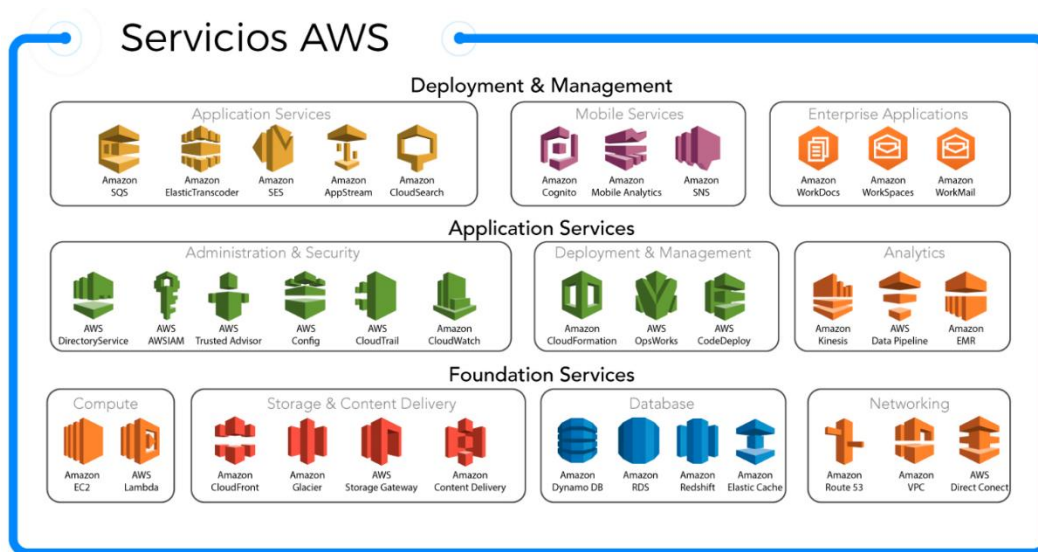 Servicios AWS
Deployment & Management
Application Services
Amazon
SQS
Amazon
ElasticTranscoder
Amazon
SES
Amazon
AppStream
Amazon
CloudSearch
Mobile Services
Amazon
Cognito
Amazon
Mobile Analytics
Amazon
SNS
Enterprise Applications
Amazon
WorkDocs
Amazon
WorkSpaces
Amazon
WorkMail
Application Services
Administration & Security
AWS
DirectoryService
AWS
AWSIAM
AWS
Trusted Advisor
AWS
Config
AWS
CloudTrail
Amazon
CloudWatch
Deployment & Management
Amazon
CloudFormation
AWS
OpsWorks
AWS
CodeDeploy
Analytics
Amazon
Kinesis
AWS
Data Pipeline
Amazon
EMR
Foundation Services
Compute
Amazon
EC2
AWS
Lambda
Storage & Content Delivery
Amazon
CloudFront
Amazon
Glacier
AWS
Storage Gateway
Amazon
Content Delivery
Database
Amazon
Dynamo DB
Amazon
RDS
Amazon
Redshift
Amazon
Elastic Cache
Networking
Amazon
Route 53
Amazon
VPC
AWS
Direct Conect